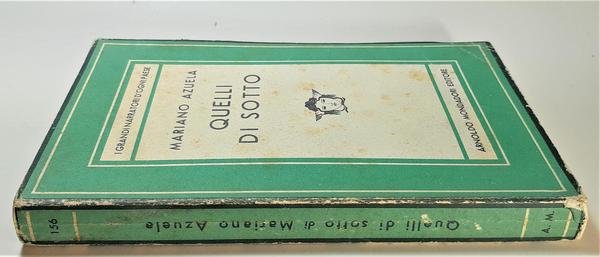 I GRANDI NARRATORI D'OGNI PAESE
MARIANO AZUELA
QUELLI
DI SOTTO
ARNOLDO MONDADORI EDITORE
156
Quelli di sotto di Mariano Azuela
A. M.